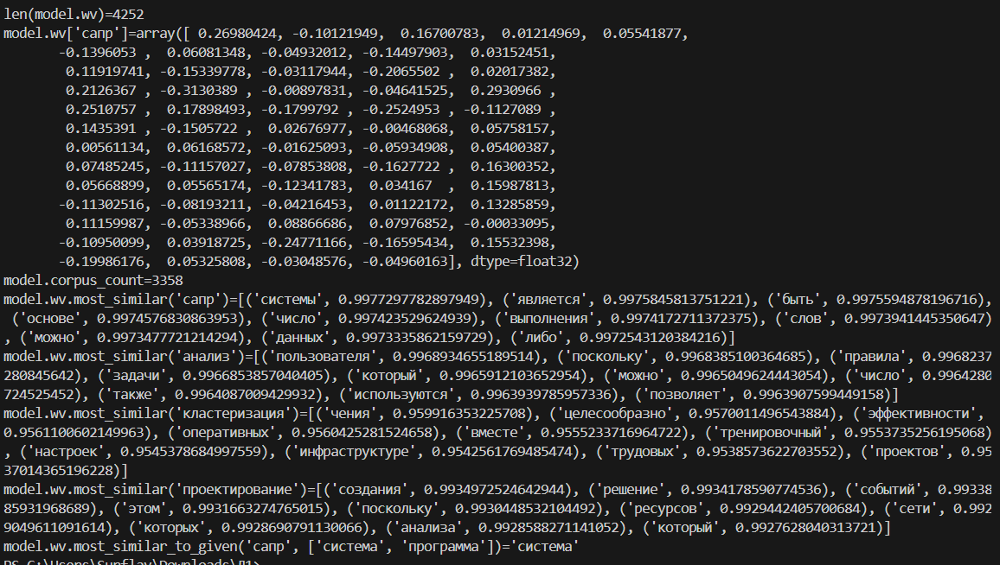 len(model.wv)=4252
model.wv['сапр']=array([ 0.26980424, -0.10121949,  0.16700783,  0.01214969,  0.05541877,
       -0.1396053 ,  0.06081348, -0.04932012, -0.14497903,  0.03152451,
        0.11919741, -0.15339778, -0.03117944, -0.2065502 ,  0.02017382,
        0.2126367 , -0.3130389 , -0.00897831, -0.04641525,  0.2930966 ,
        0.2510757 ,  0.17898493, -0.1799792 , -0.2524953 , -0.1127089 ,
        0.1435391 , -0.1505722 ,  0.02676977, -0.00468068,  0.05758157,
        0.00561134,  0.06168572, -0.01625093, -0.05934908,  0.05400387,
        0.07485245, -0.11157027, -0.07853808, -0.1627722 ,  0.16300352,
        0.05668899,  0.05565174, -0.12341783,  0.034167  ,  0.15987813,
       -0.11302516, -0.08193211, -0.04216453,  0.01122172,  0.13285859,
        0.11159987, -0.05338966,  0.08866686,  0.07976852, -0.00033095,
       -0.10950099,  0.03918725, -0.24771166, -0.16595434,  0.15532398,
       -0.19986176,  0.05325808, -0.03048576, -0.04960163], dtype=float32)
model.corpus_count=3358
model.wv.most_similar('сапр')=[('системы', 0.9977297782897949), ('является', 0.9975845813751221), ('быть', 0.9975594878196716),
 ('основе', 0.9974576830863953), ('число', 0.997423529624939), ('выполнения', 0.9974172711372375), ('слов', 0.9973941445350647)
, ('можно', 0.9973477721214294), ('данных', 0.9973335862159729), ('либо', 0.9972543120384216)]
model.wv.most_similar('анализ')=[('пользователя', 0.9968934655189514), ('поскольку', 0.9968385100364685), ('правила', 0.9968237
280845642), ('задачи', 0.9966853857040405), ('который', 0.9965912103652954), ('можно', 0.9965049624443054), ('число', 0.9964280
724525452), ('также', 0.9964087009429932), ('используются', 0.9963939785957336), ('позволяет', 0.9963907599449158)]
model.wv.most_similar('кластеризация')=[('чения', 0.959916353225708), ('целесообразно', 0.9570011496543884), ('эффективности',
0.9561100602149963), ('оперативных', 0.9560425281524658), ('вместе', 0.9555233716964722), ('тренировочный', 0.9553735256195068)
, ('настроек', 0.9545378684997559), ('инфраструктуре', 0.9542561769485474), ('трудовых', 0.9538573622703552), ('проектов', 0.95
37014365196228)]
model.wv.most_similar('проектирование')=[('создания', 0.9934972524642944), ('решение', 0.9934178590774536), ('событий', 0.99338
85931968689), ('этом', 0.9931663274765015), ('поскольку', 0.9930448532104492), ('ресурсов', 0.9929442405700684), ('сети', 0.992
9049611091614), ('которых', 0.9928690791130066), ('анализа', 0.9928588271141052), ('который', 0.9927628040313721)]
model.wv.most_similar_to_given('сапр', ['система', 'программа'])='система'